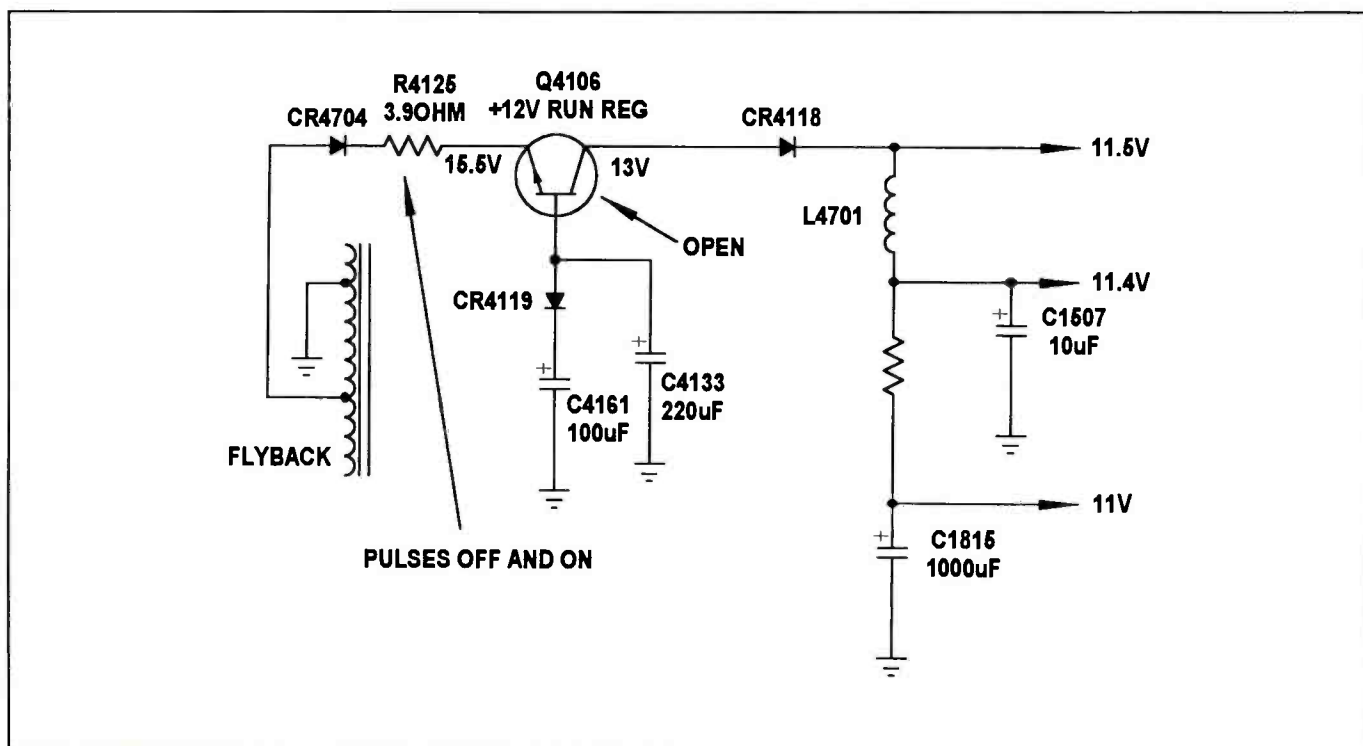 R4125
3.9OHM
Q4106
+12V RUN REG
CR4704
CR4118
15.5V
13V
11.5V
L4701
OPEN
11.4V
CR4119
+
C1507
10uF
+
C4133
220uF
+
C4161
100uF
FLYBACK
11V
+
C1815
1000uF
PULSES OFF AND ON